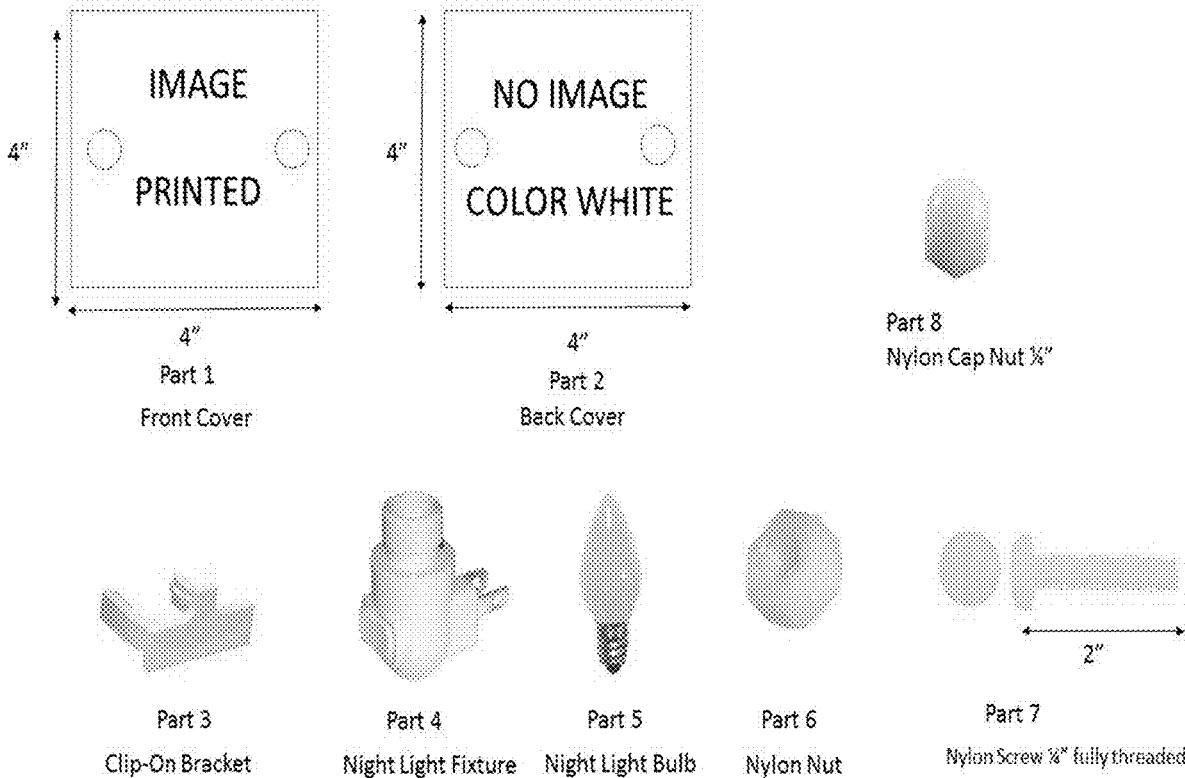 IMAGE
PRINTED
4"
4"
Part 1
Front Cover
NO IMAGE
COLOR WHITE
4"
4"
Part 2
Back Cover
Part 8
Nylon Cap Nut ¼"
Part 3
Clip-On Bracket
Part 4
Night Light Fixture
Part 5
Night Light Bulb
Part 6
Nylon Nut
2"
Part 7
Nylon Screw ¼" fully threaded